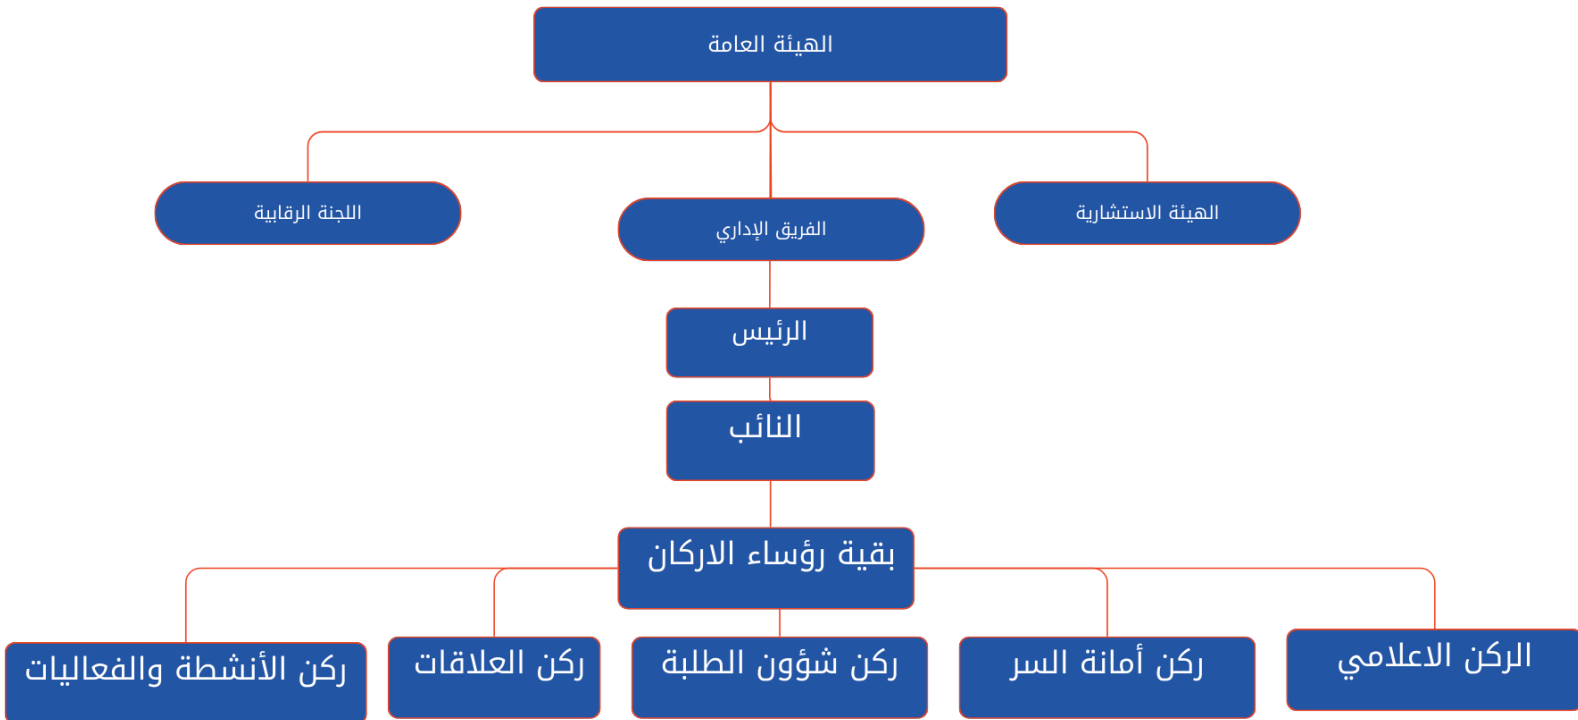 الهيئة العامة
الهيئة الاستشارية
الفريق الإداري
اللجنة الرقابية
الرئيس
النائب
بقية رؤساء الاركان
الركن الاعلامي
ركن أمانة السر
ركن شؤون الطلبة
ركن العلاقات
ركن الأنشطة والفعاليات